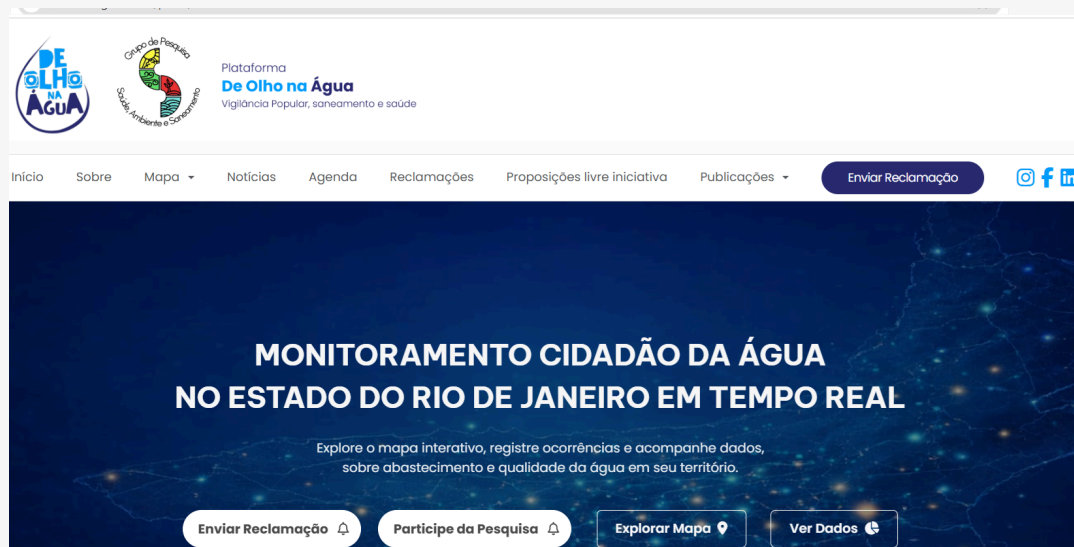 DE
OLHO
NA
ÁGUA
Grupo de Pesquisa
Saúde, Ambiente e Saneamento
Plataforma
De Olho na Água
Vigilância Popular, saneamento e saúde
Início Sobre Mapa Notícias Agenda Reclamações Proposições livre iniciativa Publicações Enviar Reclamação
MONITORAMENTO CIDADÃO DA ÁGUA
NO ESTADO DO RIO DE JANEIRO EM TEMPO REAL
Explore o mapa interativo, registre ocorrências e acompanhe dados,
sobre abastecimento e qualidade da água em seu território.
Enviar Reclamação Participe da Pesquisa Explorar Mapa Ver Dados